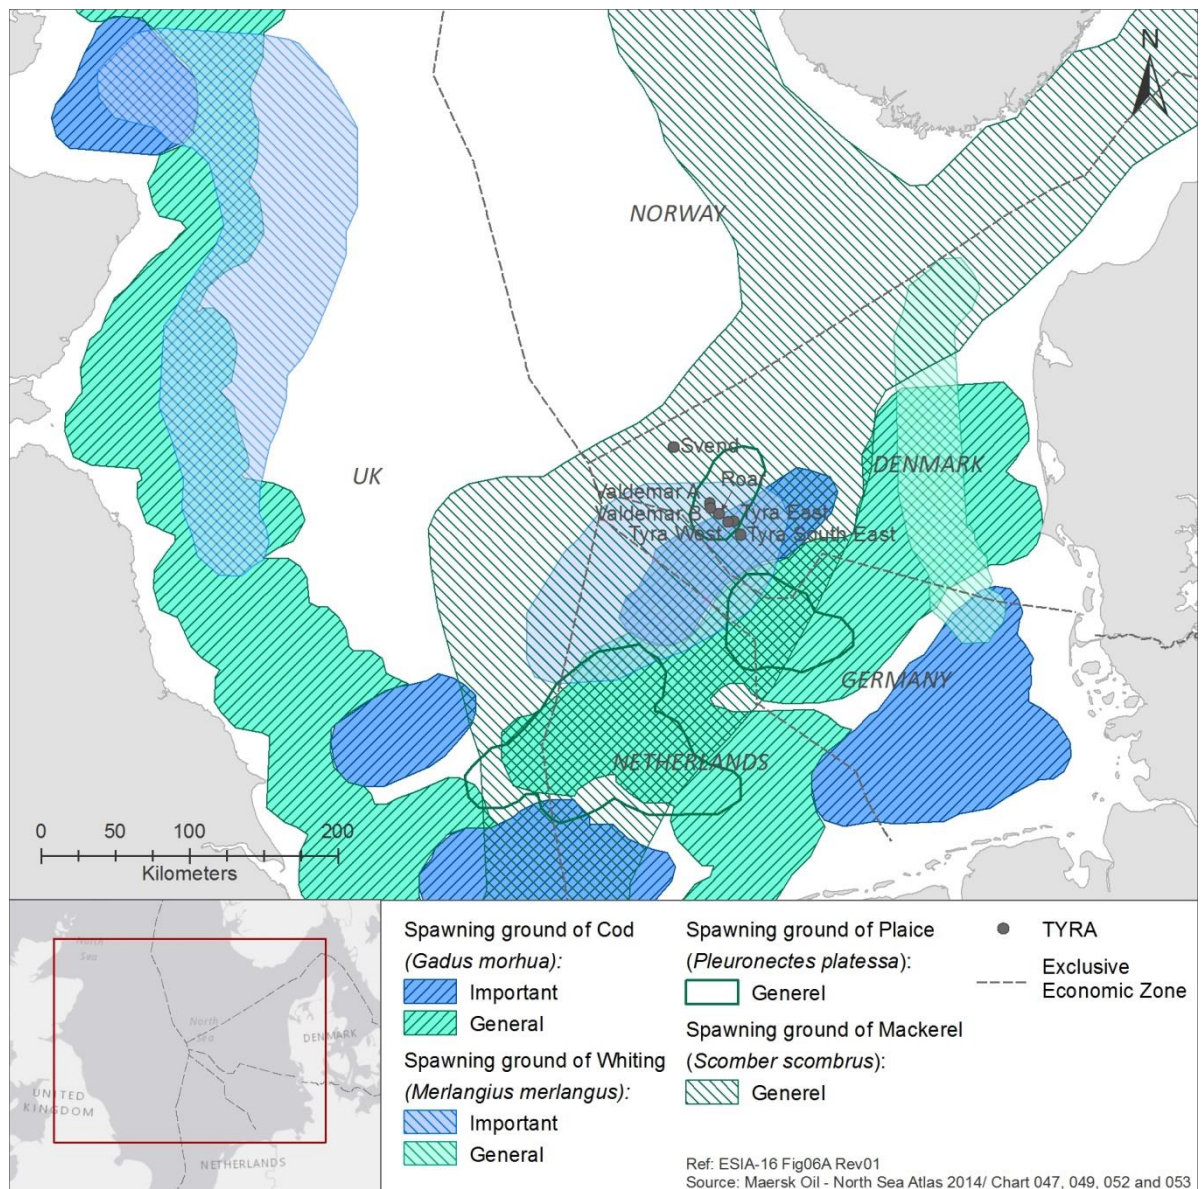 N
NORWAY
Svend
UK
DENMARK
Roar
Valdemar A
Valdemar B
Tyra East
Tyra West
Tyra South East
GERMANY
NETHERLANDS
0 50 100 200
Kilometers
North
Sea
North
Sea
DENMARK
UNITED
KINGDOM
NETHERLANDS
Spawning ground of Cod
(Gadus morhua):
Important
General
Spawning ground of Whiting
(Merlangius merlangus):
Important
General
Spawning ground of Plaice
(Pleuronectes platessa):
Generel
Spawning ground of Mackerel
(Scomber scombrus):
Generel
TYRA
Exclusive
Economic Zone
Ref: ESIA-16 Fig06A Rev01
Source: Maersk Oil - North Sea Atlas 2014/ Chart 047, 049, 052 and 053